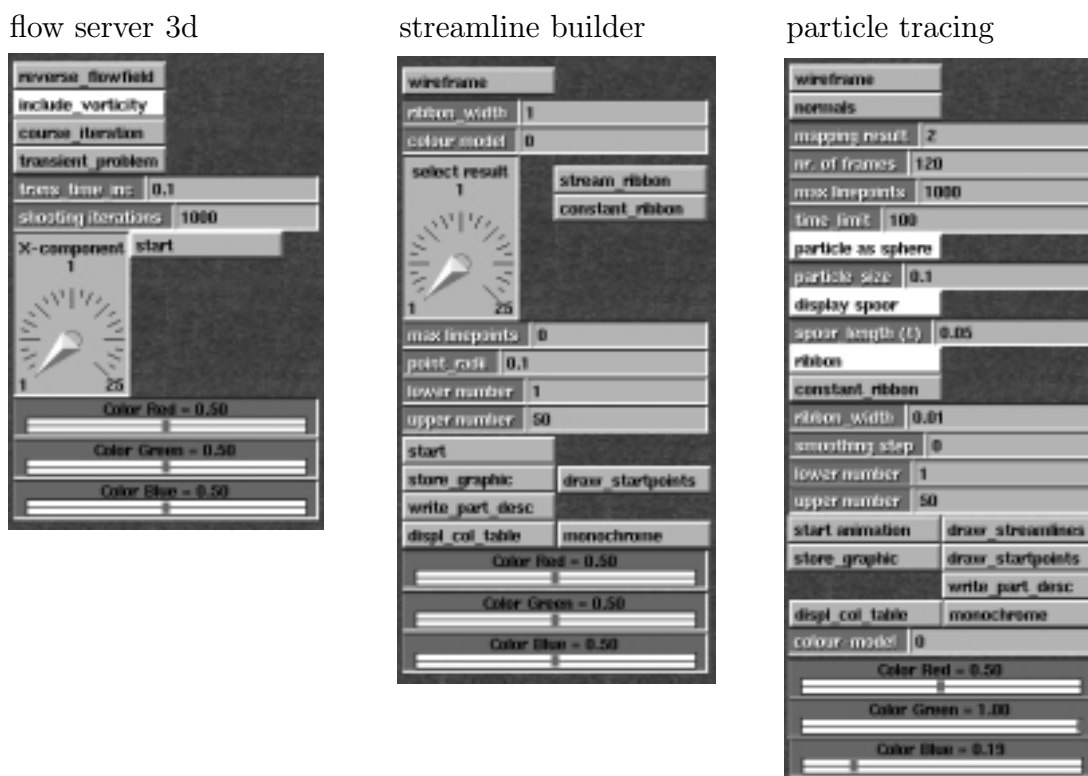 flow server 3d
reverse_flowfield
include_vorticity
course_iteration
transient_problem
trans_time_inc 0.1
shooting iterations 1000
X-component start
1
1 25
Color Red = 0.50
Color Green = 0.50
Color Blue = 0.50
streamline builder
wireframe
ribbon_width 1
colour model 0
select result
1
stream_ribbon
constant_ribbon
1 25
max linepoints 0
point_radii 0.1
lower number 1
upper number 50
start
store_graphic draw_startpoints
write_part_desc
displ_col_table monochrome
Color Red = 0.50
Color Green = 0.50
Color Blue = 0.50
particle tracing
wireframe
normals
mapping result 2
nr. of frames 120
max linepoints 1000
time limit 100
particle as sphere
particle_size 0.1
display spoor
spoor_length (t) 0.05
ribbon
constant_ribbon
ribbon_width 0.01
smoothing step 0
lower number 1
upper number 50
start animation draw_streamlines
store_graphic draw_startpoints
write_part_desc
displ_col_table monochrome
colour model 0
Color Red = 0.50
Color Green = 1.00
Color Blue = 0.19